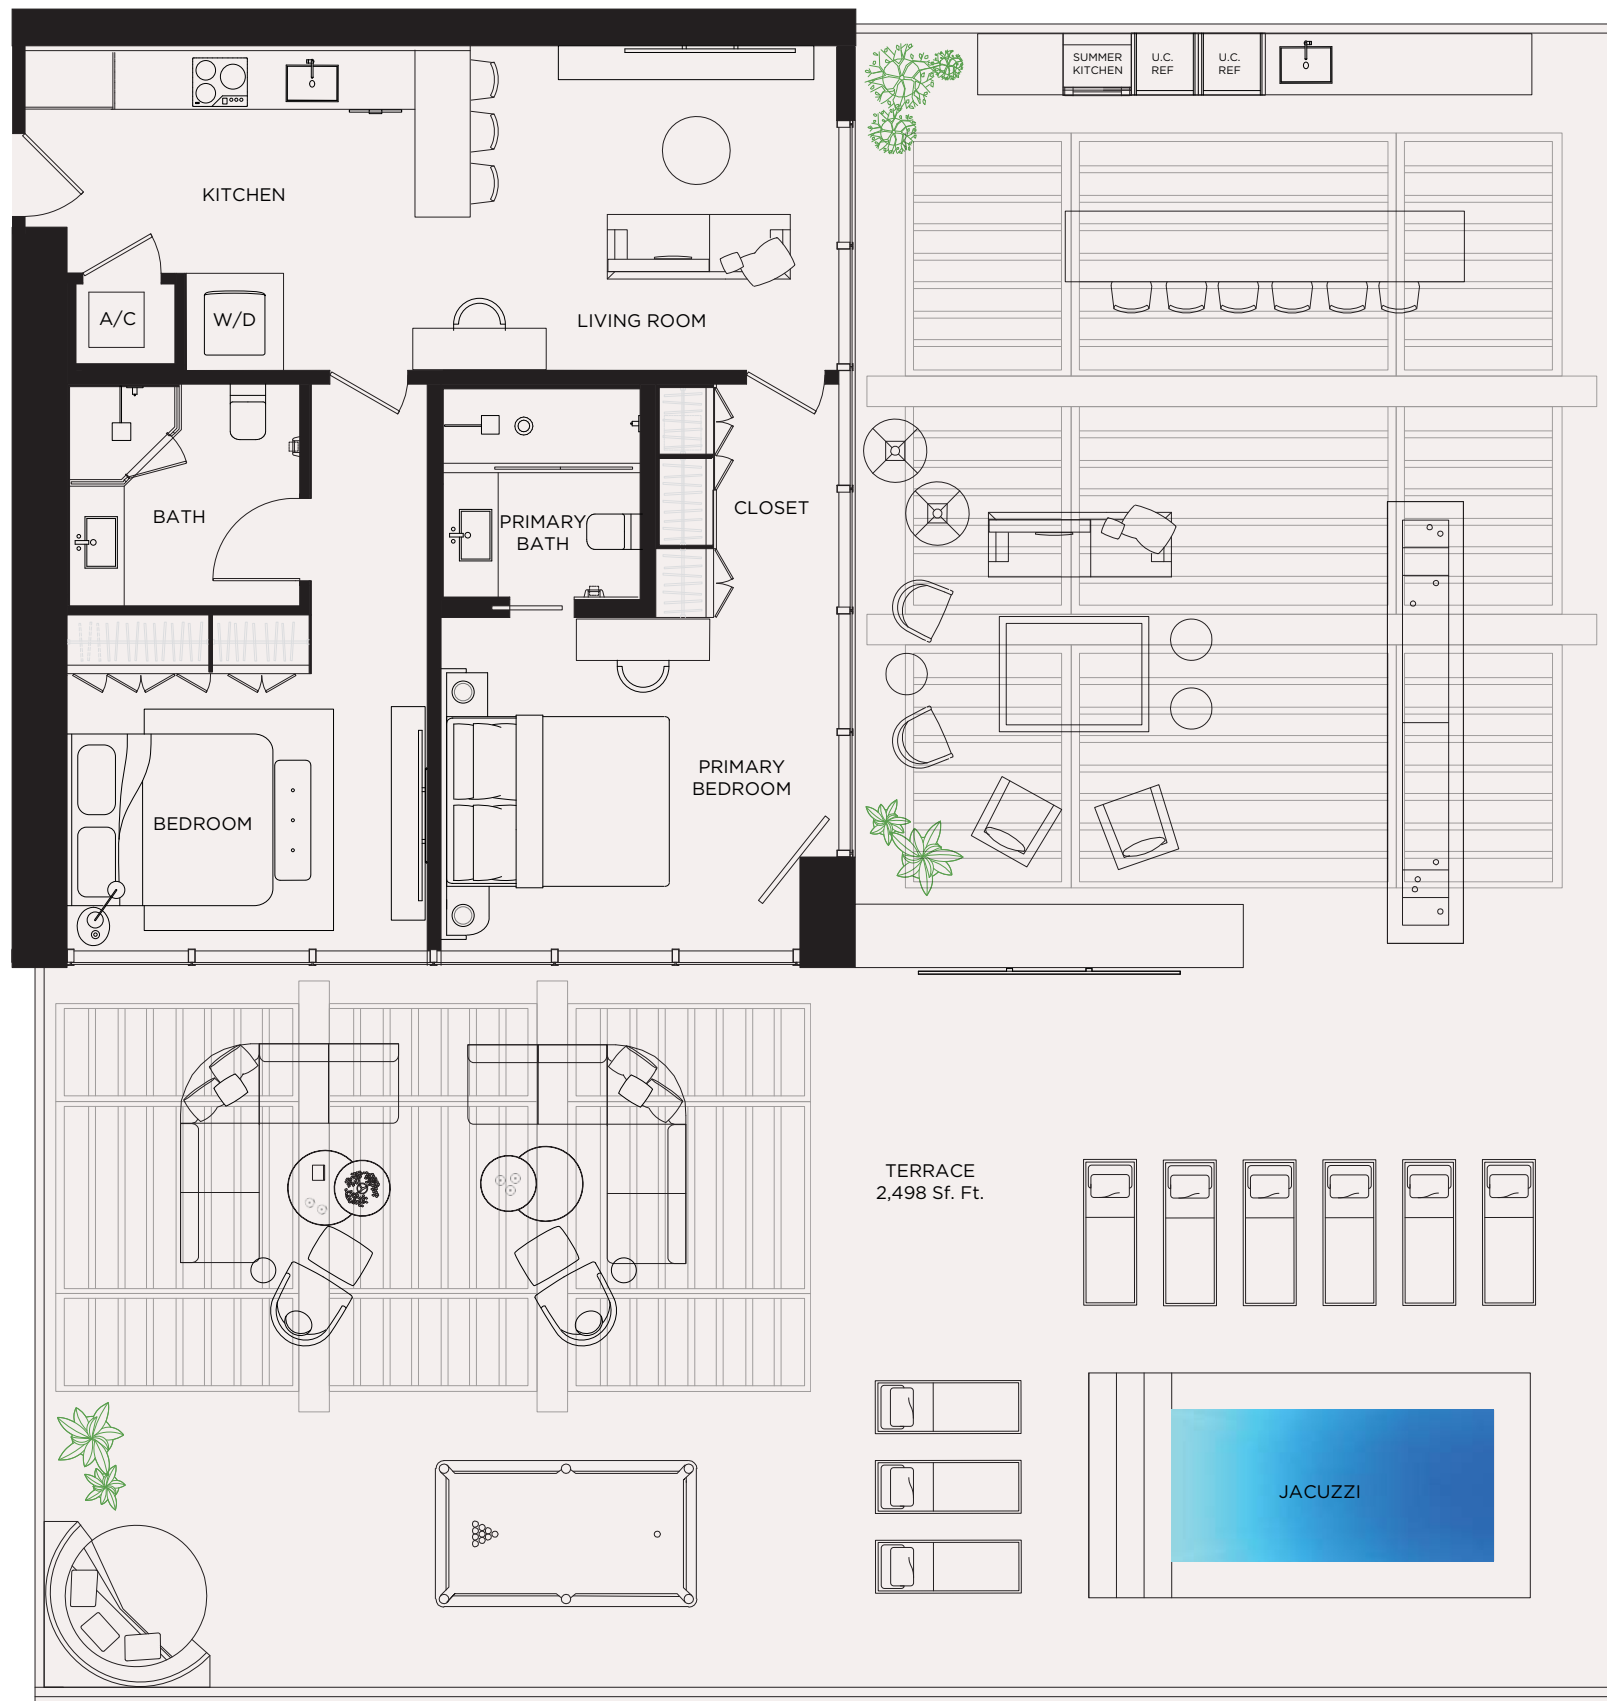 SUMMER
KITCHEN
U.C.
REF
U.C.
REF
KITCHEN
A/C
W/D
LIVING ROOM
BATH
PRIMARY
BATH
CLOSET
PRIMARY
BEDROOM
BEDROOM
TERRACE
2,498 Sf. Ft.
JACUZZI